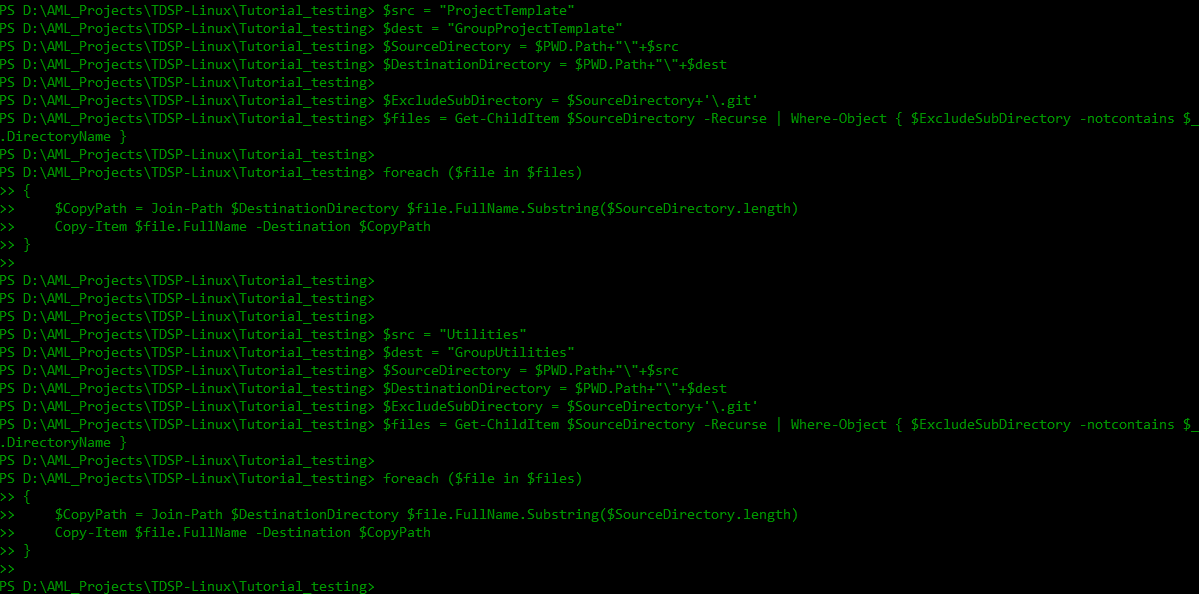 PS D:\AML_Projects\TDSP-Linux\Tutorial_testing> $src = "ProjectTemplate"
PS D:\AML_Projects\TDSP-Linux\Tutorial_testing> $dest = "GroupProjectTemplate"
PS D:\AML_Projects\TDSP-Linux\Tutorial_testing> $SourceDirectory = $PWD.Path+"\"+$src
PS D:\AML_Projects\TDSP-Linux\Tutorial_testing> $DestinationDirectory = $PWD.Path+"\"+$dest
PS D:\AML_Projects\TDSP-Linux\Tutorial_testing>
PS D:\AML_Projects\TDSP-Linux\Tutorial_testing> $ExcludeSubDirectory = $SourceDirectory+'\.git'
PS D:\AML_Projects\TDSP-Linux\Tutorial_testing> $files = Get-ChildItem $SourceDirectory -Recurse | Where-Object { $ExcludeSubDirectory -notcontains $_
.DirectoryName }
PS D:\AML_Projects\TDSP-Linux\Tutorial_testing>
PS D:\AML_Projects\TDSP-Linux\Tutorial_testing> foreach ($file in $files)
>> {
>>     $CopyPath = Join-Path $DestinationDirectory $file.FullName.Substring($SourceDirectory.length)
>>     Copy-Item $file.FullName -Destination $CopyPath
>> }
>>
PS D:\AML_Projects\TDSP-Linux\Tutorial_testing>
PS D:\AML_Projects\TDSP-Linux\Tutorial_testing>
PS D:\AML_Projects\TDSP-Linux\Tutorial_testing>
PS D:\AML_Projects\TDSP-Linux\Tutorial_testing> $src = "Utilities"
PS D:\AML_Projects\TDSP-Linux\Tutorial_testing> $dest = "GroupUtilities"
PS D:\AML_Projects\TDSP-Linux\Tutorial_testing> $SourceDirectory = $PWD.Path+"\"+$src
PS D:\AML_Projects\TDSP-Linux\Tutorial_testing> $DestinationDirectory = $PWD.Path+"\"+$dest
PS D:\AML_Projects\TDSP-Linux\Tutorial_testing> $ExcludeSubDirectory = $SourceDirectory+'\.git'
PS D:\AML_Projects\TDSP-Linux\Tutorial_testing> $files = Get-ChildItem $SourceDirectory -Recurse | Where-Object { $ExcludeSubDirectory -notcontains $_
.DirectoryName }
PS D:\AML_Projects\TDSP-Linux\Tutorial_testing>
PS D:\AML_Projects\TDSP-Linux\Tutorial_testing> foreach ($file in $files)
>> {
>>     $CopyPath = Join-Path $DestinationDirectory $file.FullName.Substring($SourceDirectory.length)
>>     Copy-Item $file.FullName -Destination $CopyPath
>> }
>>
PS D:\AML_Projects\TDSP-Linux\Tutorial_testing>